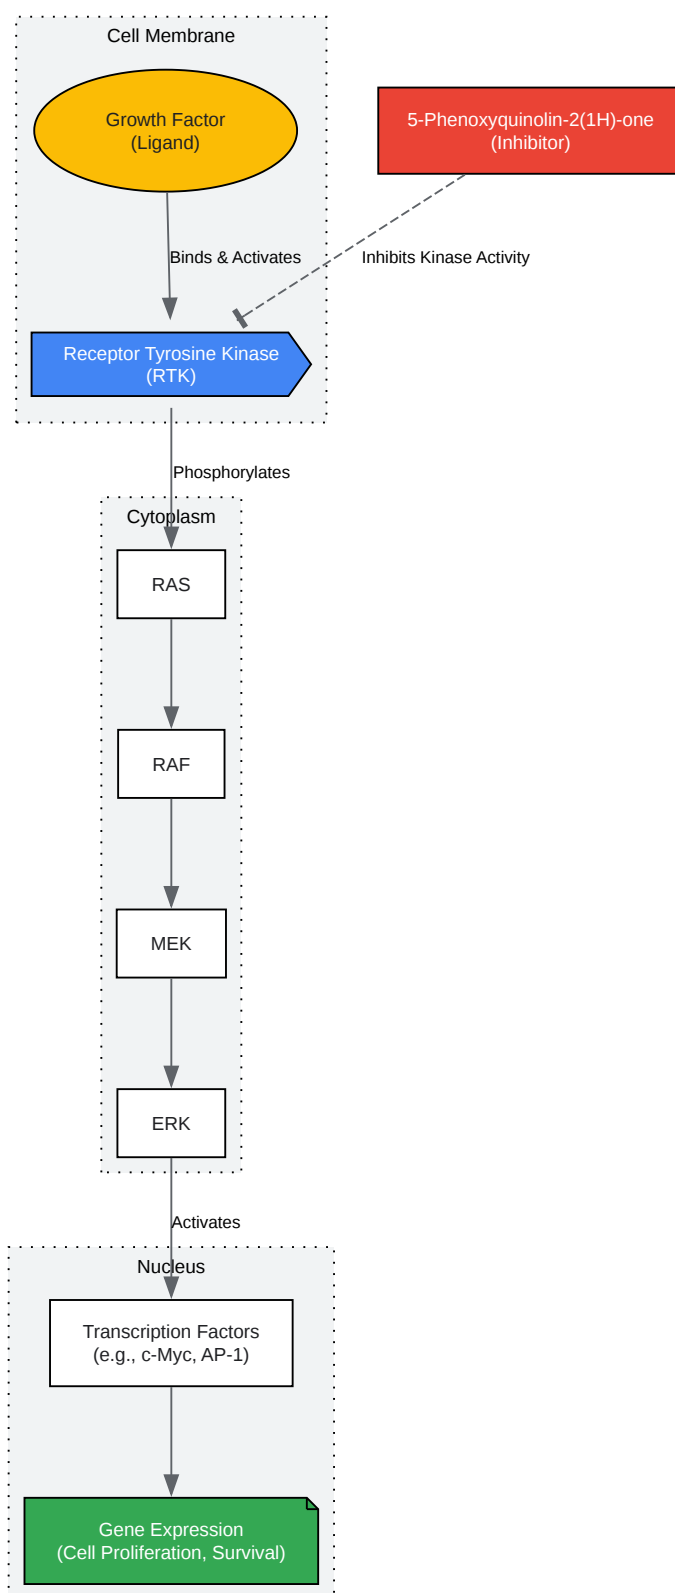 Cell Membrane
Growth Factor
(Ligand)
5-Phenoxyquinolin-2(1H)-one
(Inhibitor)
Binds & Activates
Inhibits Kinase Activity
Receptor Tyrosine Kinase
(RTK)
Phosphorylates
Cytoplasm
RAS
RAF
MEK
ERK
Activates
Nucleus
Transcription Factors
(e.g., c-Myc, AP-1)
Gene Expression
(Cell Proliferation, Survival)